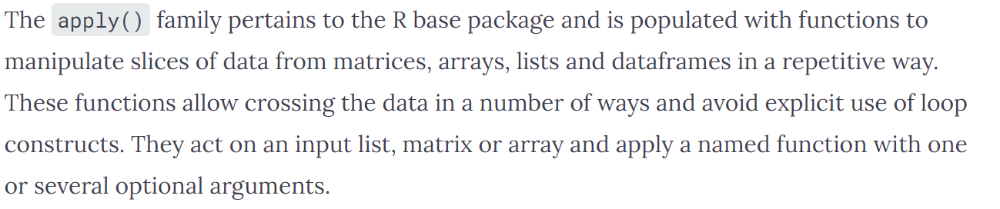 The apply() family pertains to the R base package and is populated with functions to
manipulate slices of data from matrices, arrays, lists and dataframes in a repetitive way.
These functions allow crossing the data in a number of ways and avoid explicit use of loop
constructs. They act on an input list, matrix or array and apply a named function with one
or several optional arguments.